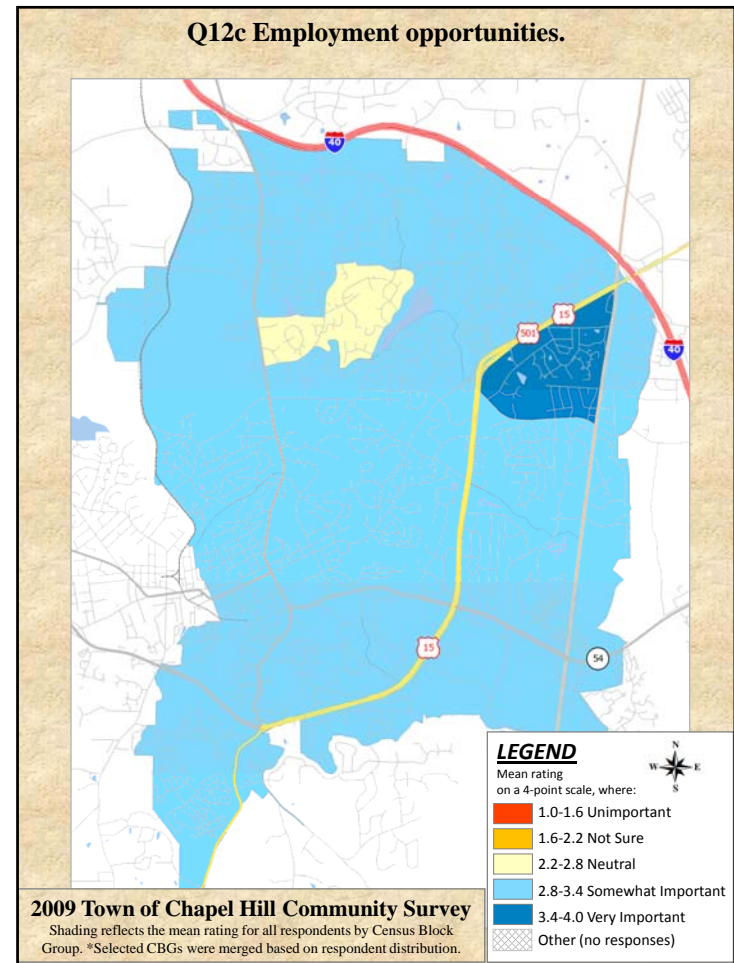 Q12c Employment opportunities.
40
15
501
40
15
54
LEGEND
Mean rating
on a 4-point scale, where:
1.0-1.6 Unimportant
1.6-2.2 Not Sure
2.2-2.8 Neutral
2.8-3.4 Somewhat Important
3.4-4.0 Very Important
Other (no responses)
N
W E
S
2009 Town of Chapel Hill Community Survey
Shading reflects the mean rating for all respondents by Census Block
Group. *Selected CBGs were merged based on respondent distribution.